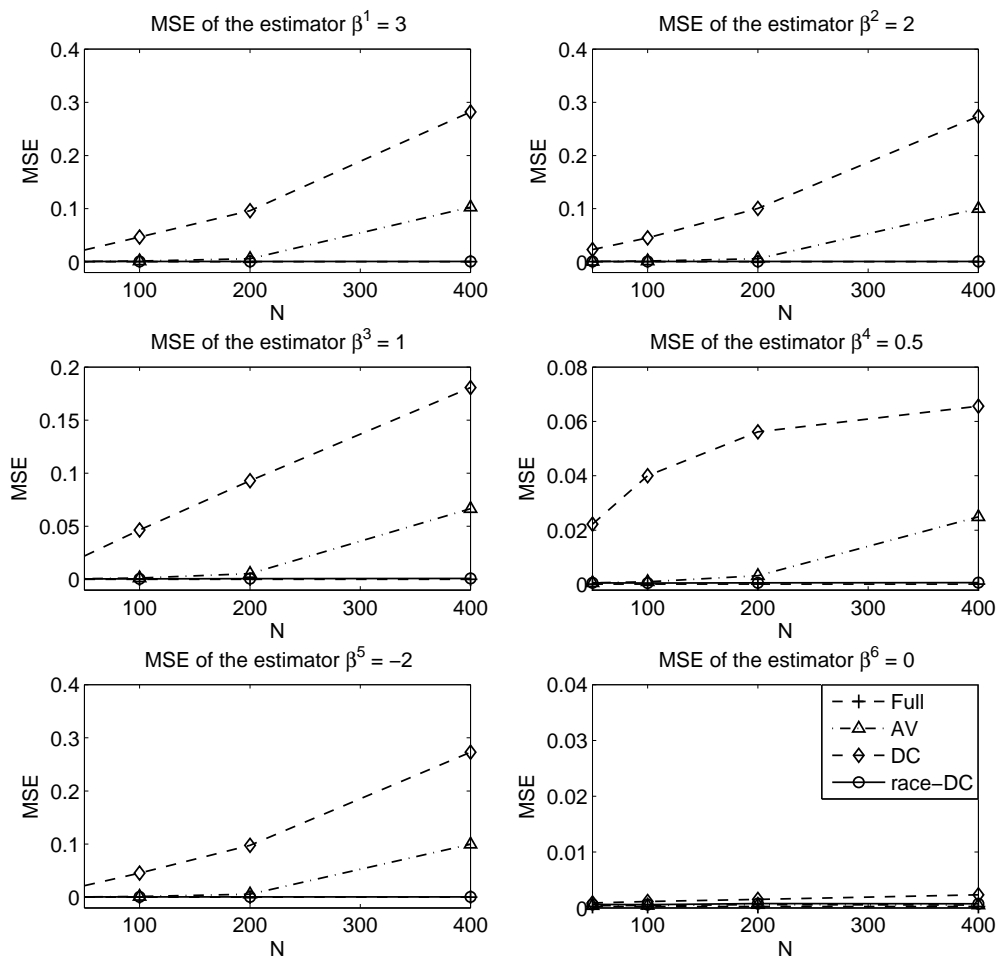 MSE of the estimator β¹ = 3
0.4
0.3
0.2
0.1
0
MSE
100 200 300 400
N
MSE of the estimator β² = 2
0.4
0.3
0.2
0.1
0
MSE
100 200 300 400
N
MSE of the estimator β³ = 1
0.2
0.15
0.1
0.05
0
MSE
100 200 300 400
N
MSE of the estimator β⁴ = 0.5
0.08
0.06
0.04
0.02
0
MSE
100 200 300 400
N
MSE of the estimator β⁵ = −2
0.4
0.3
0.2
0.1
0
MSE
100 200 300 400
N
MSE of the estimator β⁶ = 0
0.04
0.03
0.02
0.01
0
MSE
100 200 300 400
N
Full
AV
DC
race−DC